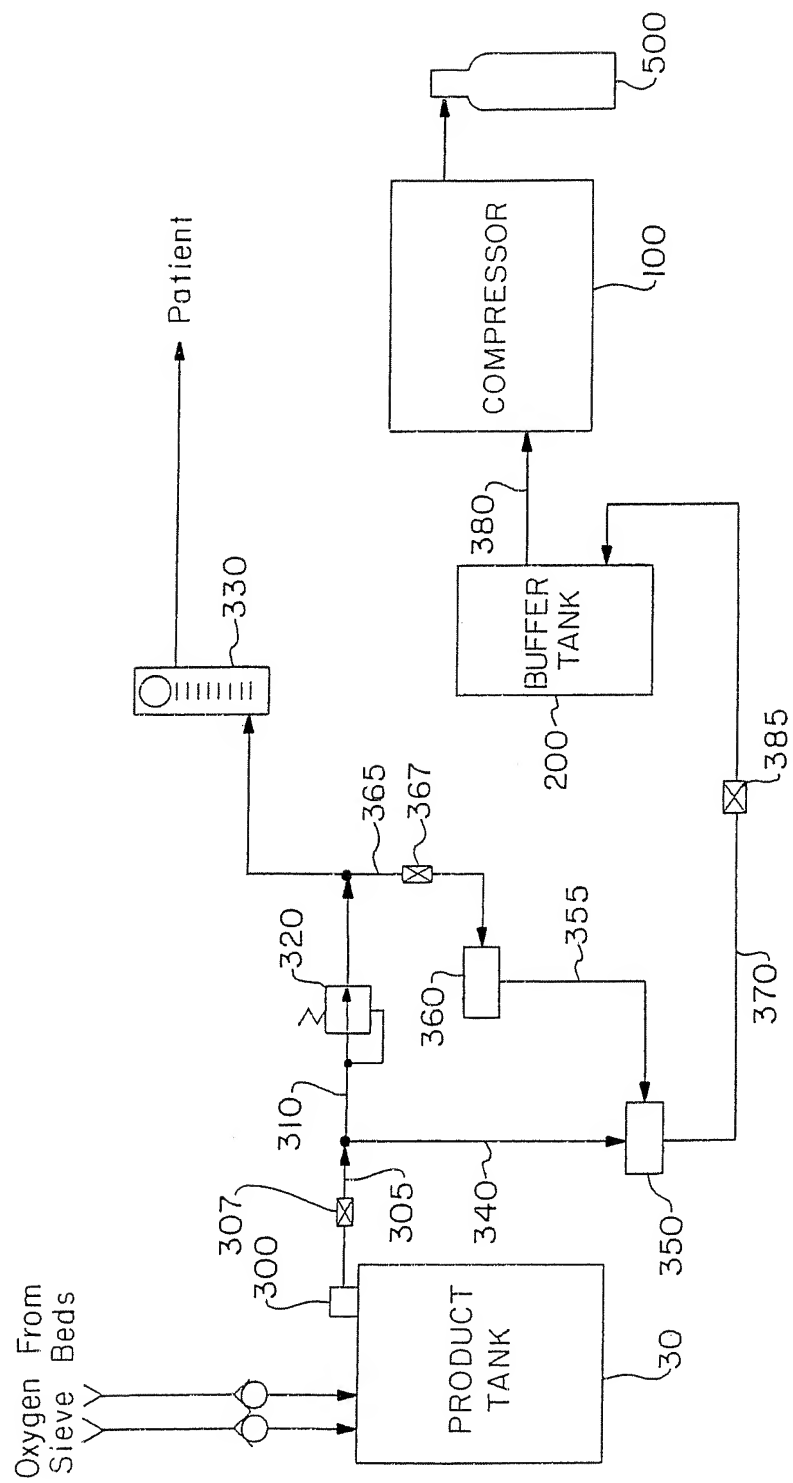 Oxygen From
Sieve Beds
PRODUCT
TANK
30
300
307
305
310
320
340
350
355
360
365
367
330
Patient
370
385
BUFFER
TANK
200
380
COMPRESSOR
100
500